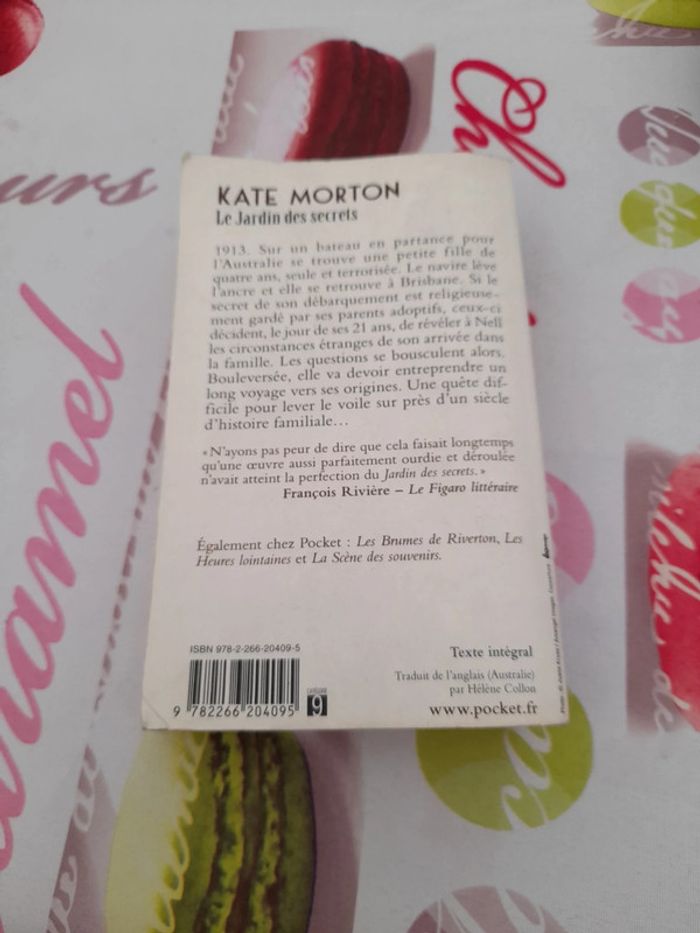 urs
Ch
caramel
KATE MORTON
Le Jardin des secrets
1913. Sur un bateau en partance pour
l'Australie se trouve une petite fille de
quatre ans, seule et terrorisée. Le navire lève
l'ancre et elle se retrouve à Brisbane. Si le
secret de son débarquement est religieuse-
ment gardé par ses parents adoptifs, ceux-ci
décident, le jour de ses 21 ans, de révéler à Nell
les circonstances étranges de son arrivée dans
la famille. Les questions se bousculent alors.
Bouleversée, elle va devoir entreprendre un
long voyage vers ses origines. Une quête dif-
ficile pour lever le voile sur près d'un siècle
d'histoire familiale…
« N'ayons pas peur de dire que cela faisait longtemps
qu'une œuvre aussi parfaitement ourdie et déroulée
n'avait atteint la perfection du Jardin des secrets. »
François Rivière – Le Figaro littéraire
Également chez Pocket : Les Brumes de Riverton, Les
Heures lointaines et La Scène des souvenirs.
ISBN 978-2-266-20409-5
9 782266 204095
CATÉGORIE
9
Texte intégral
Traduit de l'anglais (Australie)
par Hélène Collon
www.pocket.fr